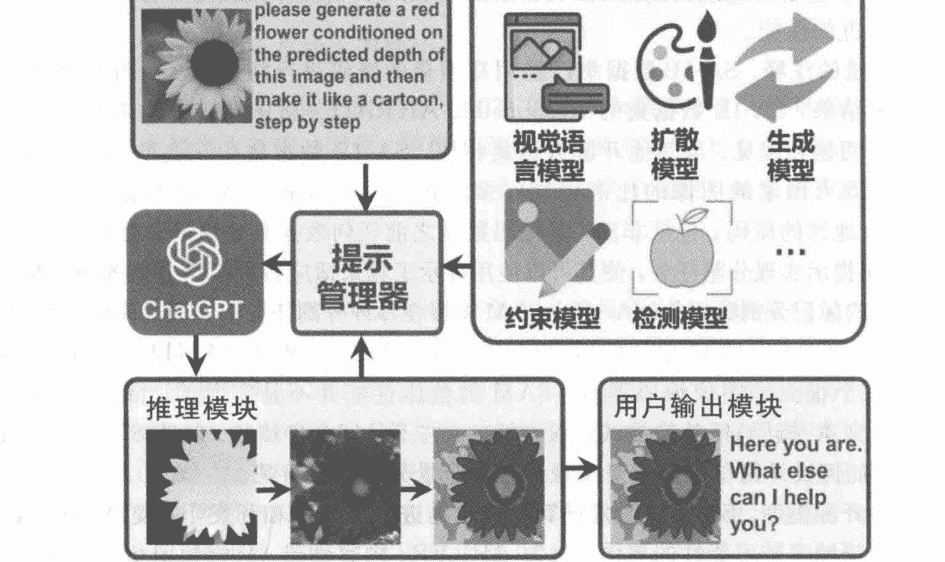 please generate a red
flower conditioned on
the predicted depth of
this image and then
make it like a cartoon,
step by step
视觉语
言模型
扩散
模型
生成
模型
约束模型
检测模型
...
ChatGPT
提示
管理器
推理模块
用户输出模块
Here you are.
What else
can I help
you?